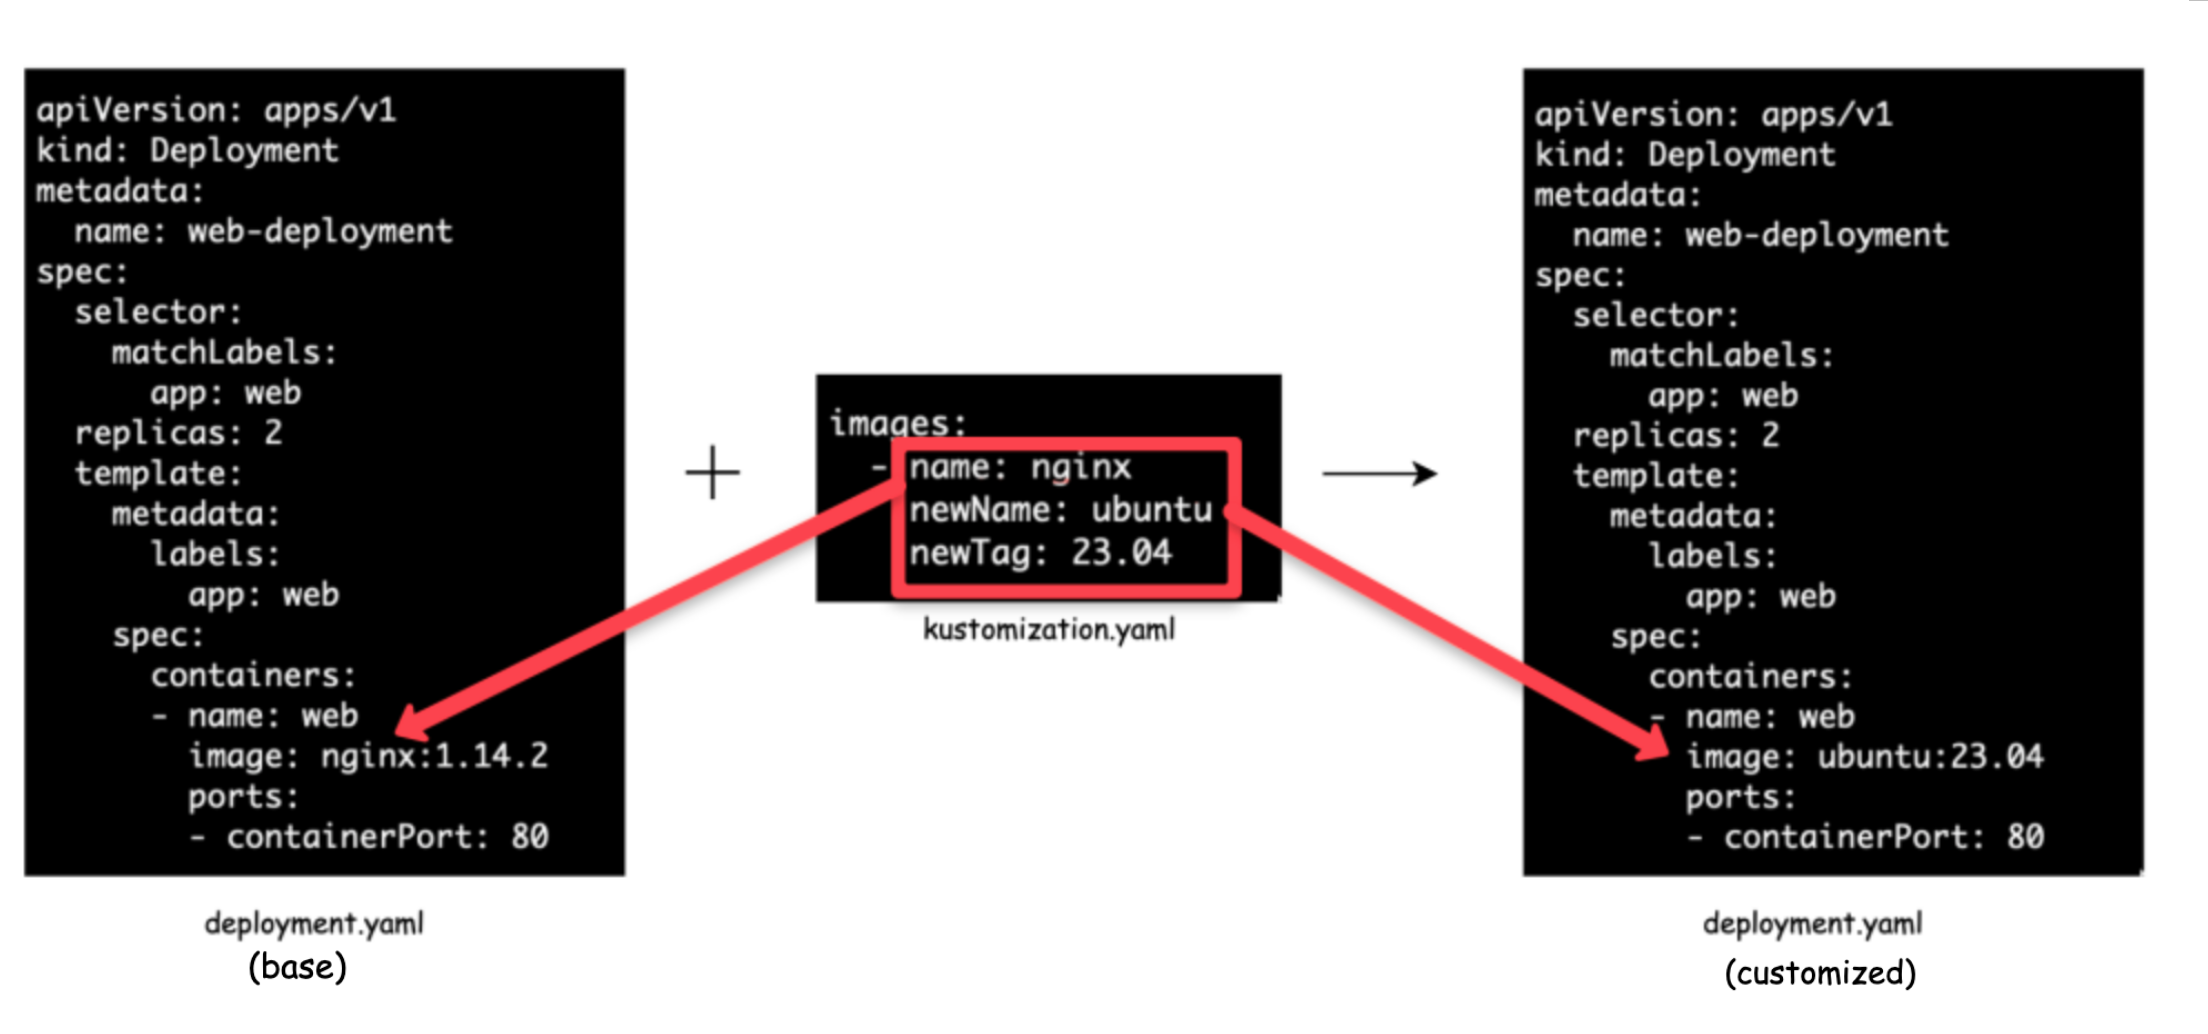 apiVersion: apps/v1
kind: Deployment
metadata:
  name: web-deployment
spec:
  selector:
    matchLabels:
      app: web
  replicas: 2
  template:
    metadata:
      labels:
        app: web
    spec:
      containers:
      - name: web
        image: nginx:1.14.2
        ports:
        - containerPort: 80
deployment.yaml
(base)
+
images:
  - name: nginx
    newName: ubuntu
    newTag: 23.04
kustomization.yaml
apiVersion: apps/v1
kind: Deployment
metadata:
  name: web-deployment
spec:
  selector:
    matchLabels:
      app: web
  replicas: 2
  template:
    metadata:
      labels:
        app: web
    spec:
      containers:
      - name: web
        image: ubuntu:23.04
        ports:
        - containerPort: 80
deployment.yaml
(customized)